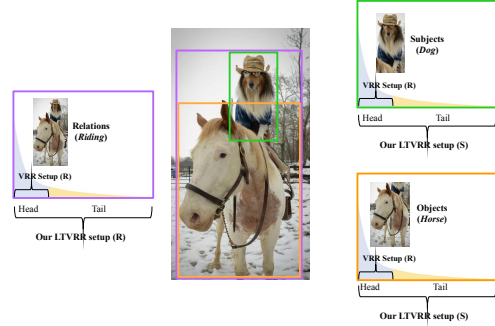 Relations
(Riding)
VRR Setup (R)
Head Tail
Our LTVRR setup (R)
Subjects
(Dog)
VRR Setup (R)
Head Tail
Our LTVRR setup (S)
Objects
(Horse)
VRR Setup (R)
Head Tail
Our LTVRR setup (S)